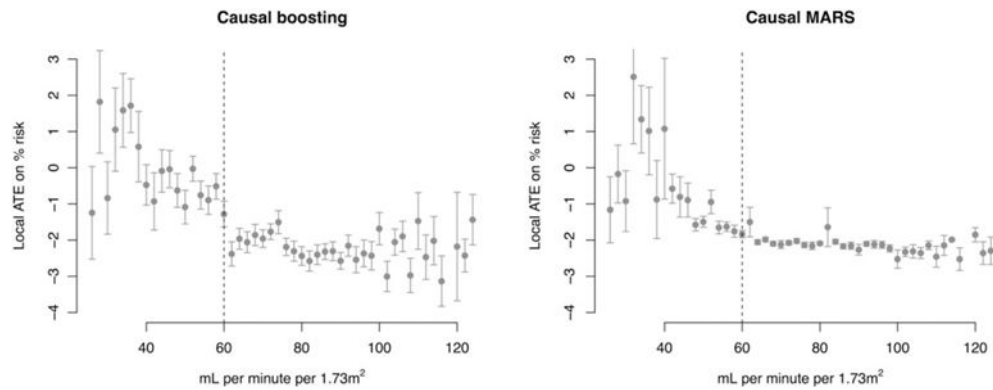 Causal boosting
Local ATE on % risk
3
2
1
0
−1
−2
−3
−4
40 60 80 100 120
mL per minute per 1.73m²
Causal MARS
Local ATE on % risk
3
2
1
0
−1
−2
−3
−4
40 60 80 100 120
mL per minute per 1.73m²